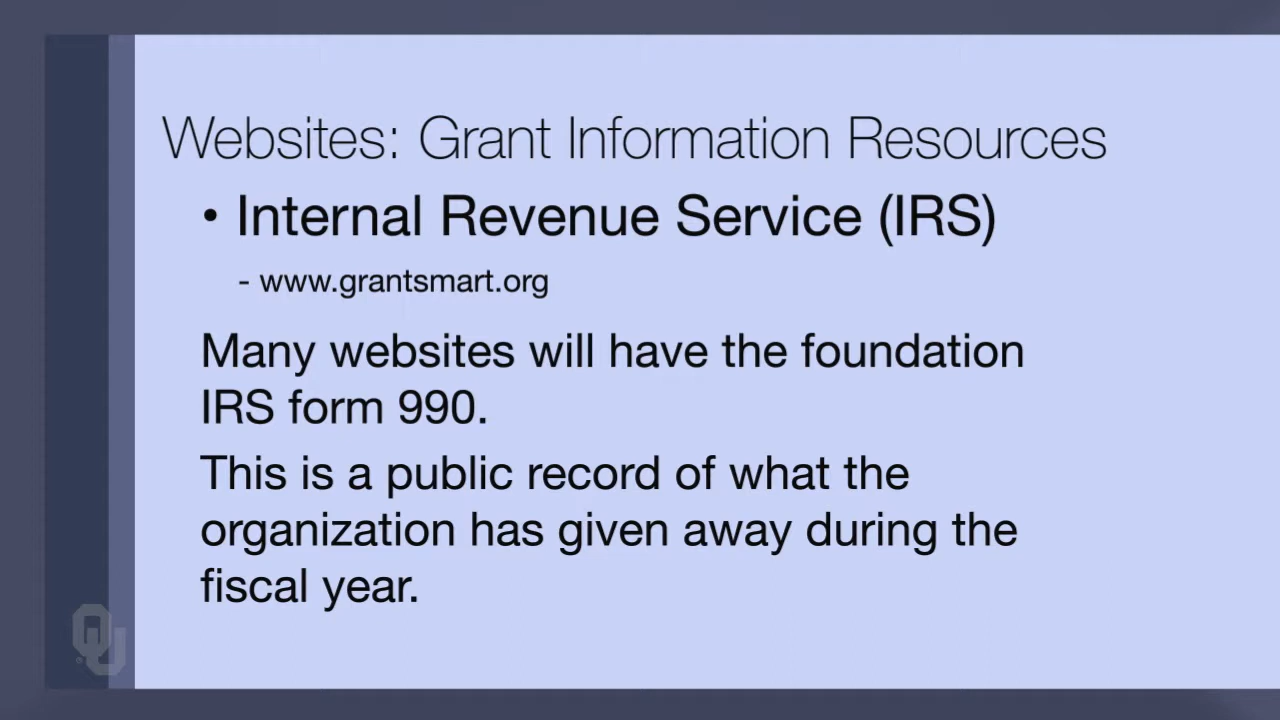 Websites: Grant Information Resources
• Internal Revenue Service (IRS)
- www.grantsmart.org
Many websites will have the foundation
IRS form 990.
This is a public record of what the
organization has given away during the
fiscal year.
OU